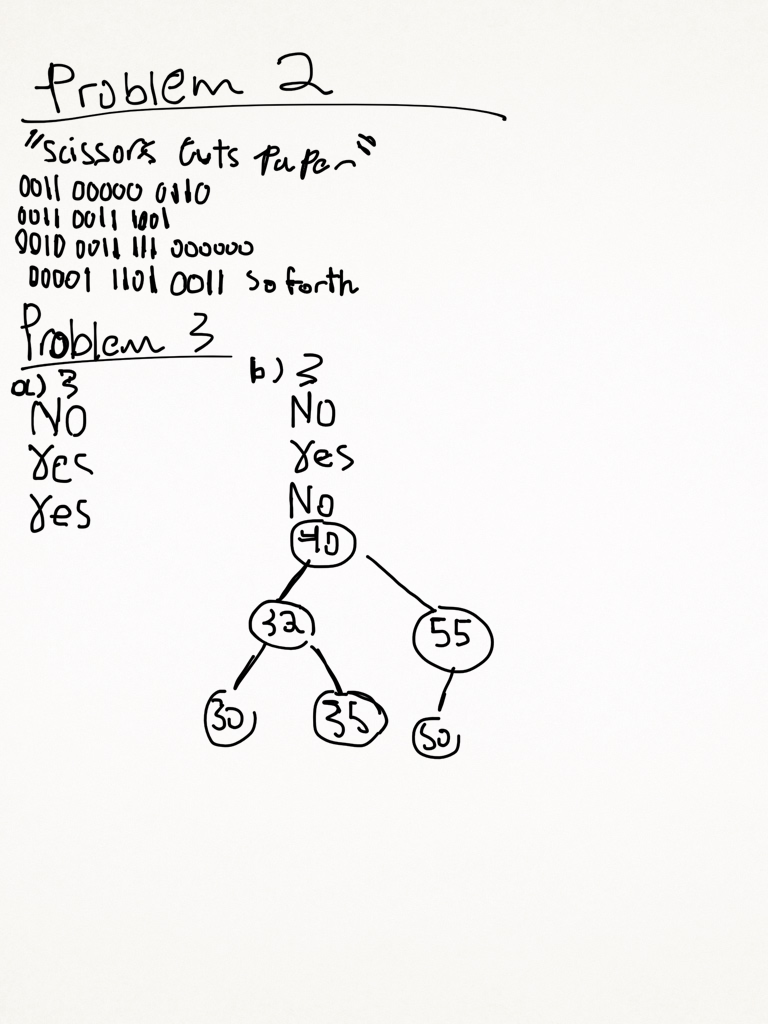 Problem 2
"Scissors Cuts Paper"
0011 00000 0110
0011 0011 1001
0010 0011 111 000000
00001 1101 0011 so forth
Problem 3
a) 3
NO
Yes
Yes
b) 3
NO
Yes
No
40
32 55
30 35 50